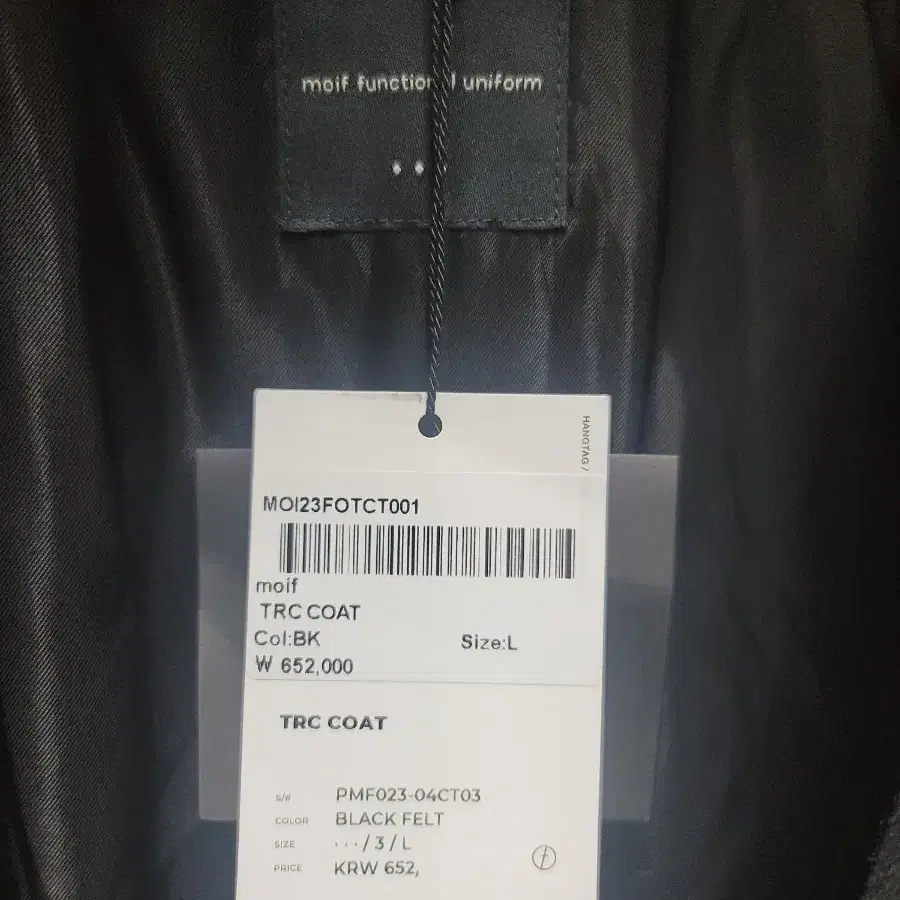 moif functional uniform
HANGTAG /
MOI23FOTCT001
moif
TRC COAT
Col:BK Size:L
₩ 652,000
TRC COAT
S/# PMF023-04CT03
COLOR BLACK FELT
SIZE ··· / 3 / L
PRICE KRW 652,